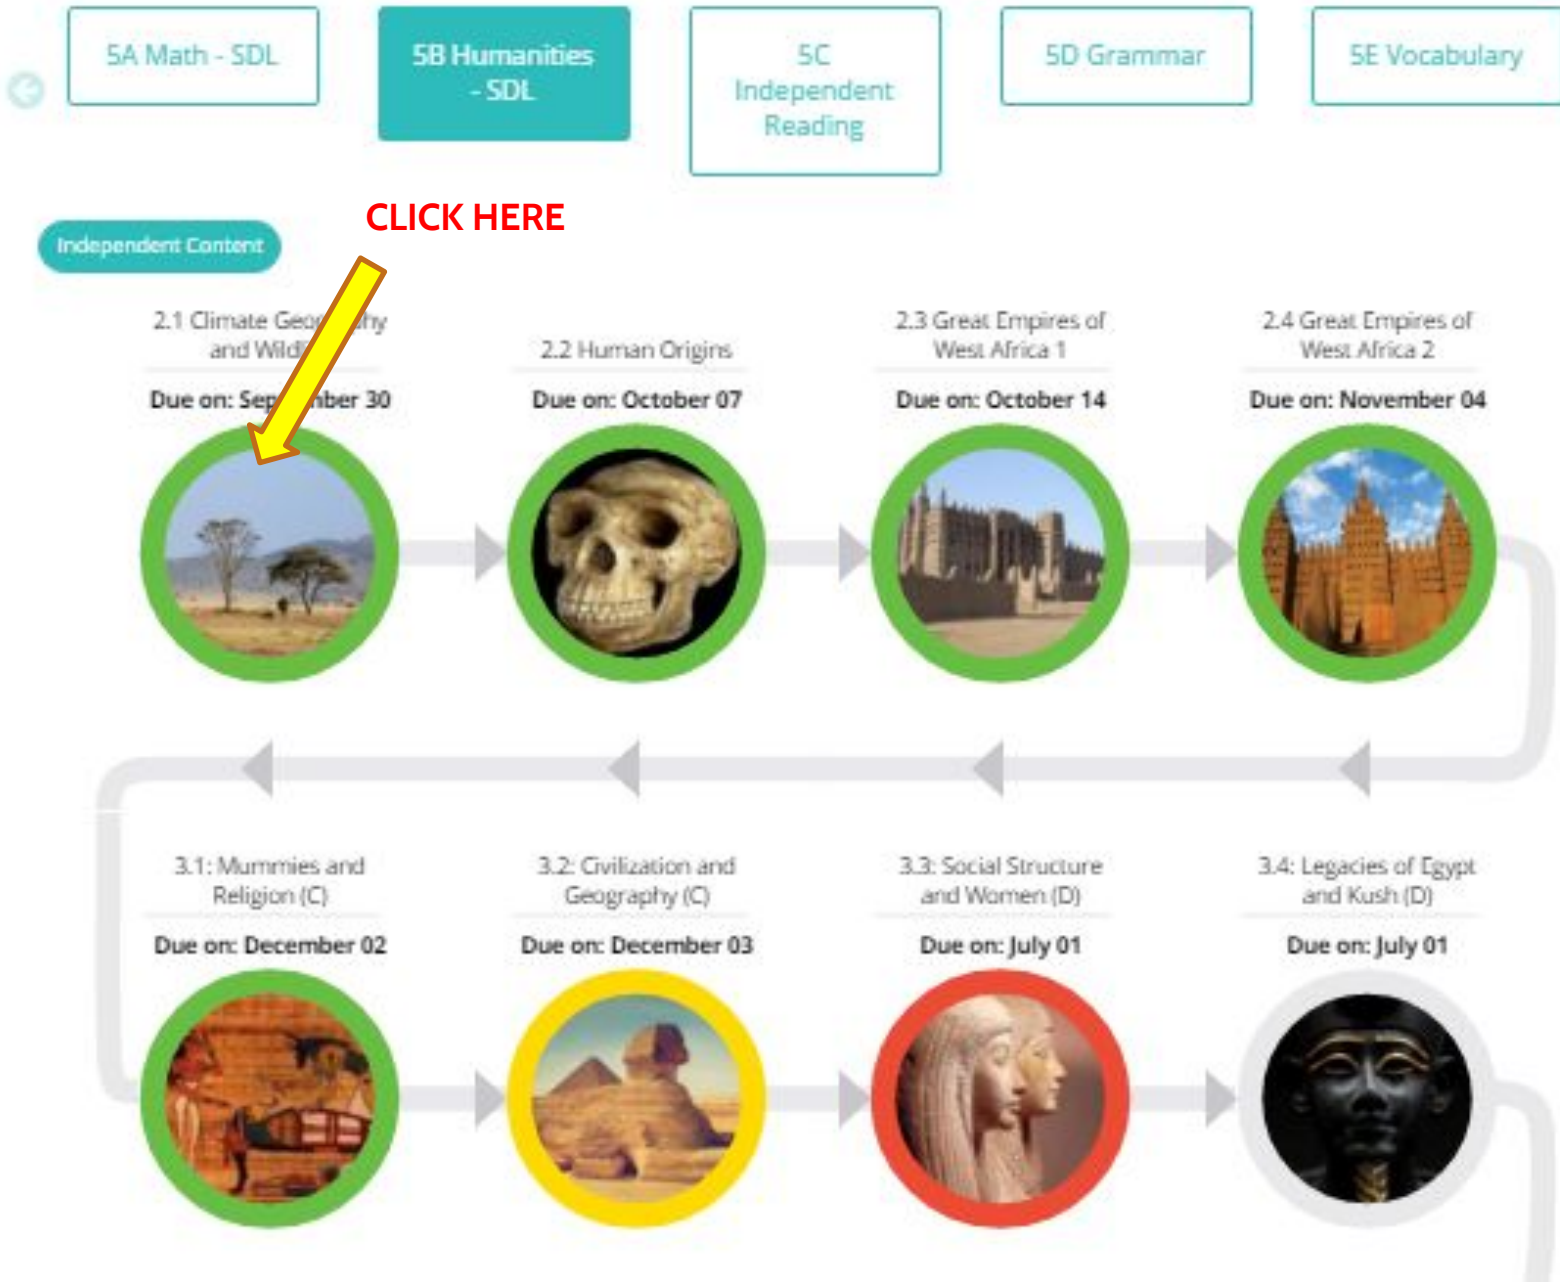 5A Math - SDL
5B Humanities
- SDL
5C
Independent
Reading
5D Grammar
5E Vocabulary
CLICK HERE
Independent Content
2.1 Climate Geo hy
and Wild
Due on: Sep mber 30
2.2 Human Origins
Due on: October 07
2.3 Great Empires of
West Africa 1
Due on: October 14
2.4 Great Empires of
West Africa 2
Due on: November 04
3.1: Mummies and
Religion (C)
Due on: December 02
3.2: Civilization and
Geography (C)
Due on: December 03
3.3: Social Structure
and Women (D)
Due on: July 01
3.4: Legacies of Egypt
and Kush (D)
Due on: July 01